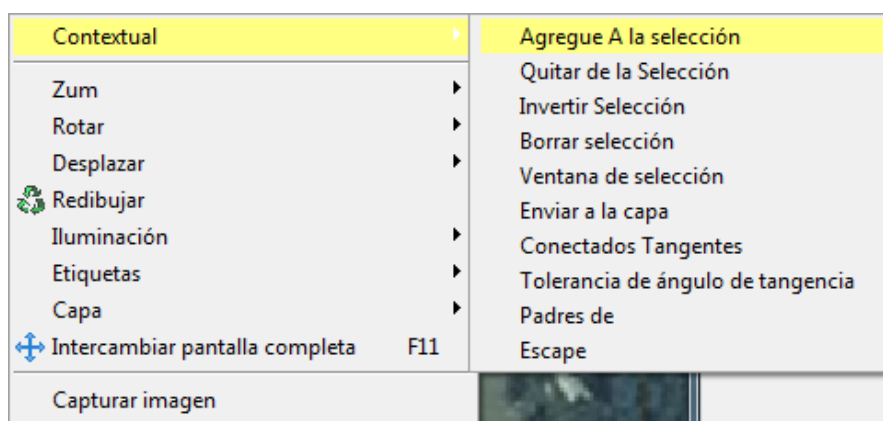 Contextual
Zum
Rotar
Desplazar
Redibujar
Iluminación
Etiquetas
Capa
Intercambiar pantalla completa F11
Capturar imagen
Agregue A la selección
Quitar de la Selección
Invertir Selección
Borrar selección
Ventana de selección
Enviar a la capa
Conectados Tangentes
Tolerancia de ángulo de tangencia
Padres de
Escape